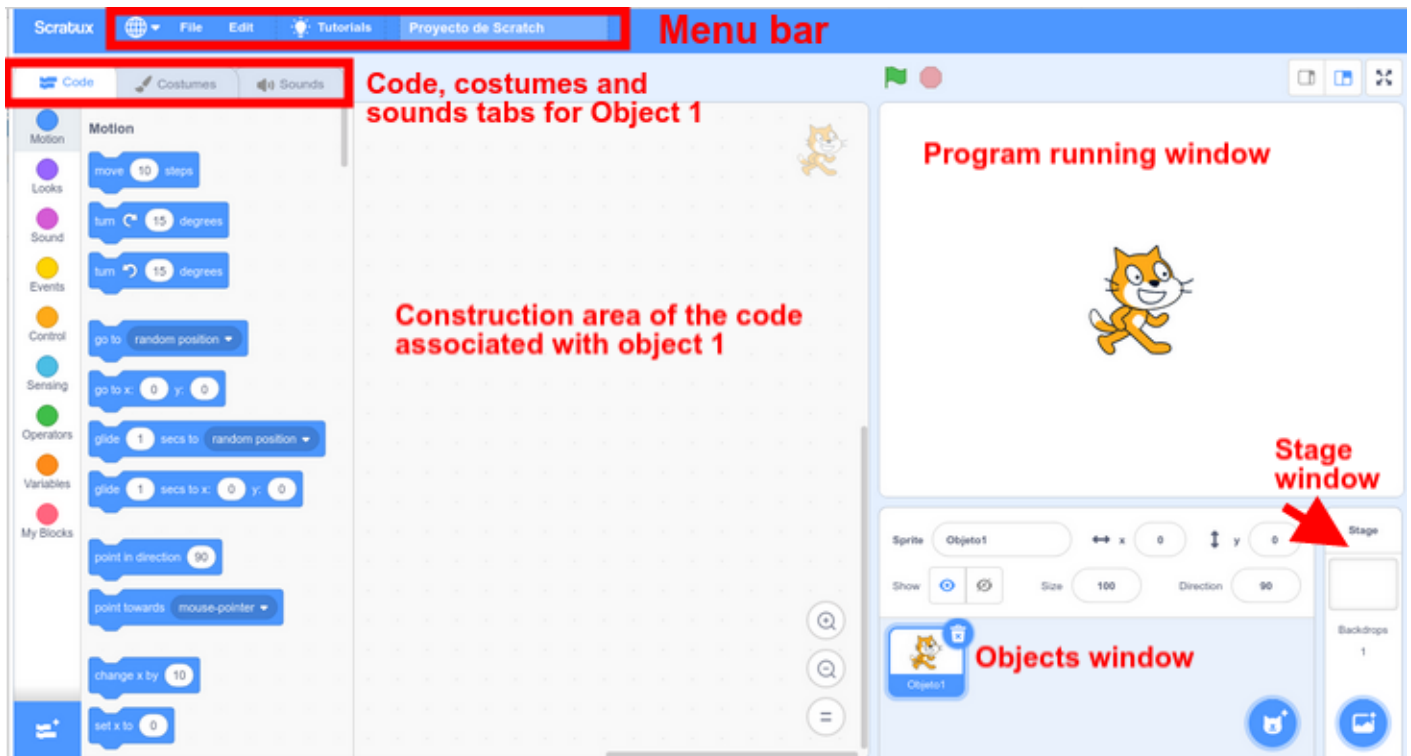 Scratux File Edit Tutorials Proyecto de Scratch Menu bar
Code Costumes Sounds
Code, costumes and
sounds tabs for Object 1
Motion
Looks
Sound
Events
Control
Sensing
Operators
Variables
My Blocks
Motion
move 10 steps
turn 15 degrees
turn 15 degrees
go to random position
go to x: 0 y: 0
glide 1 secs to random position
glide 1 secs to x: 0 y: 0
point in direction 90
point towards mouse-pointer
change x by 10
set x to 0
Construction area of the code
associated with object 1
Program running window
Stage
window
Sprite Objeto1 x 0 y 0
Show Size 100 Direction 90
Objeto1
Objects window
Stage
Backdrops
1